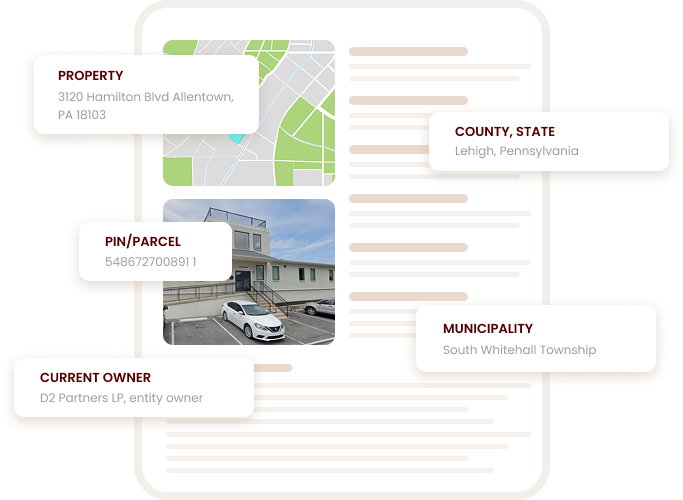 PROPERTY
3120 Hamilton Blvd Allentown,
PA 18103
COUNTY, STATE
Lehigh, Pennsylvania
PIN/PARCEL
548672700891 1
MUNICIPALITY
South Whitehall Township
CURRENT OWNER
D2 Partners LP, entity owner